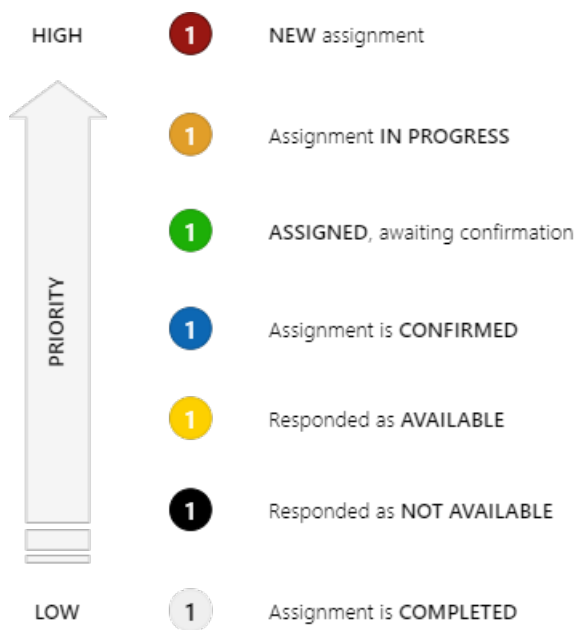 HIGH 1 NEW assignment
1 Assignment IN PROGRESS
1 ASSIGNED, awaiting confirmation
PRIORITY
1 Assignment is CONFIRMED
1 Responded as AVAILABLE
1 Responded as NOT AVAILABLE
LOW 1 Assignment is COMPLETED